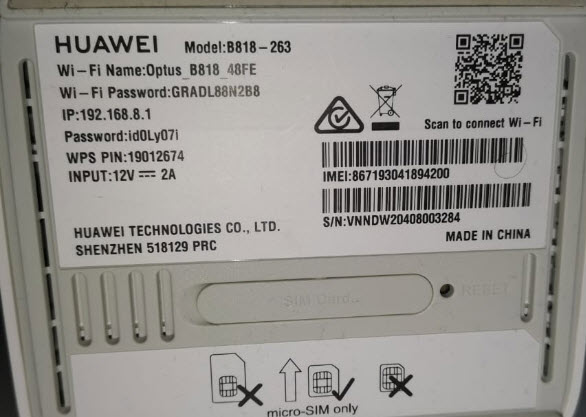 HUAWEI Model:B818-263
Wi-Fi Name:Optus_B818_48FE
Wi-Fi Password:GRADL88N2B8
IP:192.168.8.1
Password:id0Ly07i
WPS PIN:19012674
INPUT:12V ⎓ 2A
Scan to connect Wi-Fi
IMEI:867193041894200
S/N:VNNDW20408003284
HUAWEI TECHNOLOGIES CO., LTD.
SHENZHEN 518129 PRC
MADE IN CHINA
SIM Card
RESET
micro-SIM only